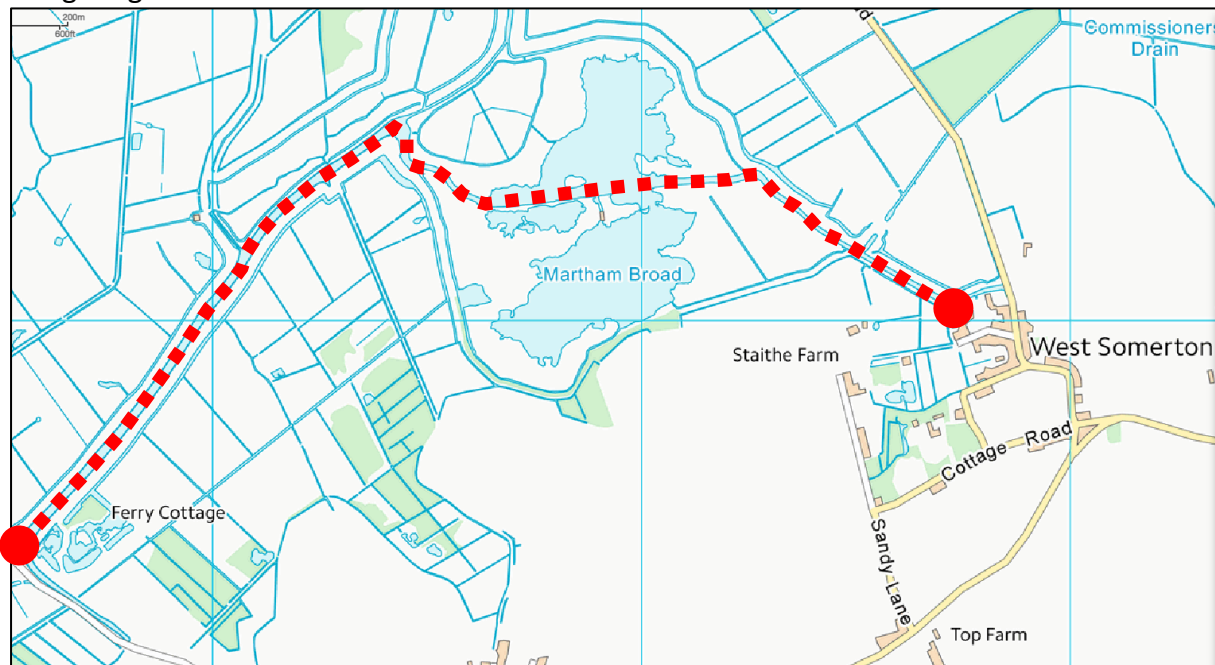 200m
600ft
Commissioners
Drain
Martham Broad
Staithe Farm
West Somerton
Cottage Road
Ferry Cottage
Sandy Lane
Top Farm